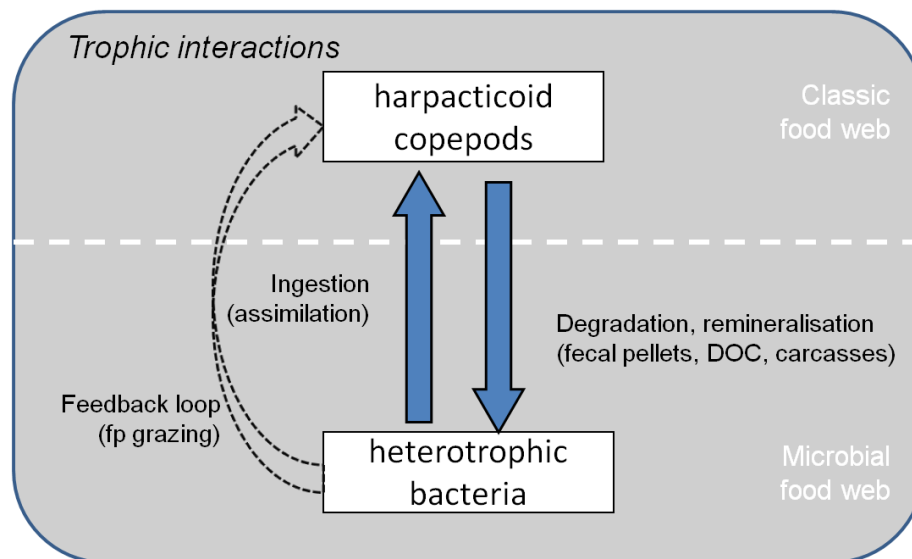 Trophic interactions
harpacticoid
copepods
Classic
food web
Ingestion
(assimilation)
Degradation, remineralisation
(fecal pellets, DOC, carcasses)
Feedback loop
(fp grazing)
heterotrophic
bacteria
Microbial
food web